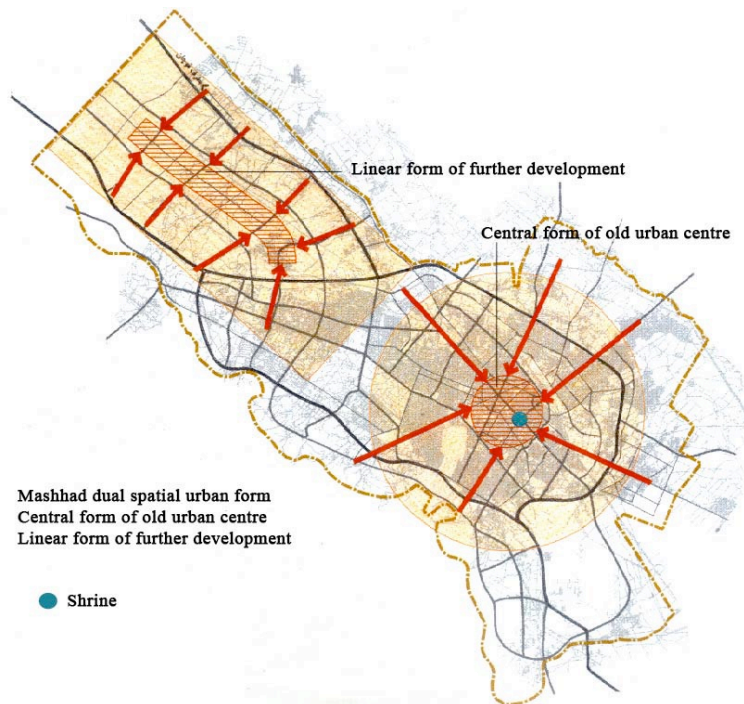 Linear form of further development
Central form of old urban centre
Mashhad dual spatial urban form
Central form of old urban centre
Linear form of further development
Shrine